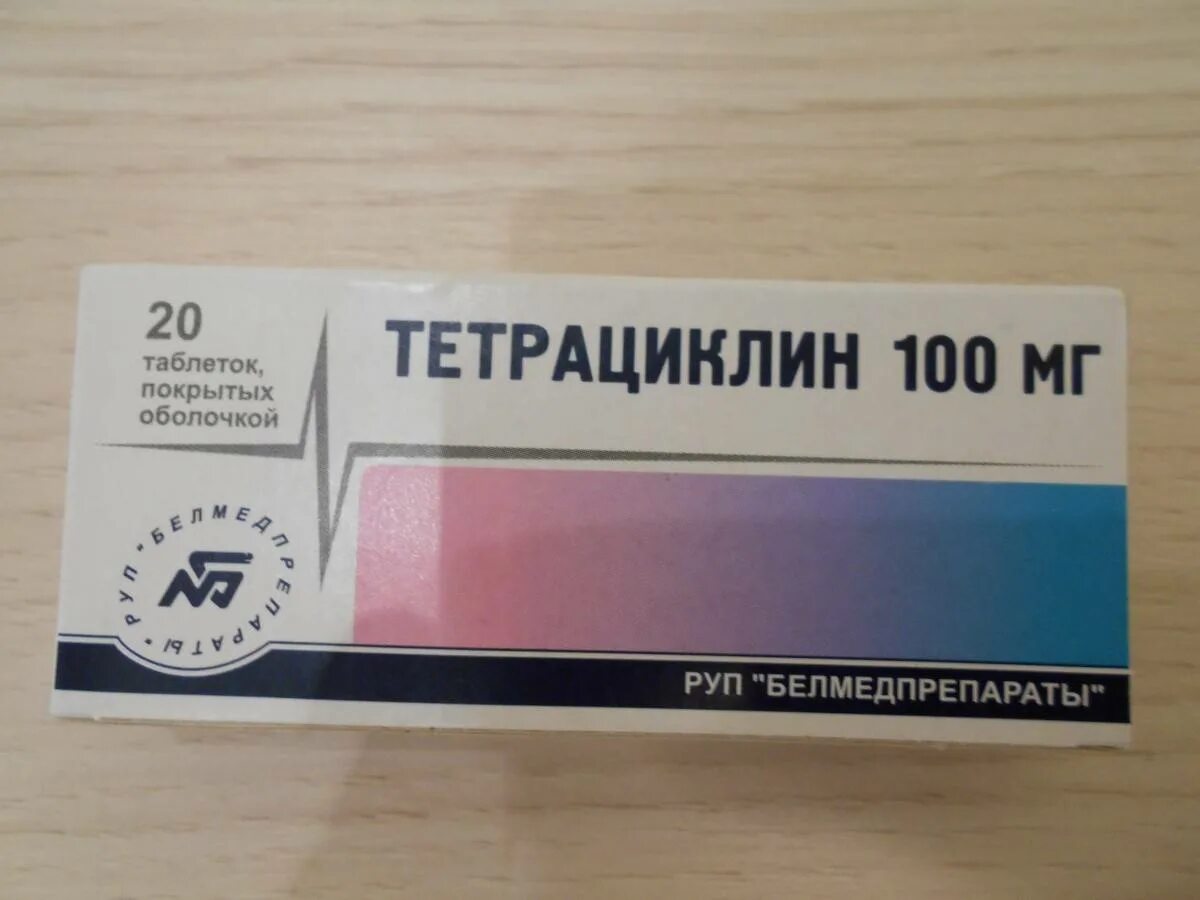 20
таблеток,
покрытых
оболочкой
ТЕТРАЦИКЛИН 100 МГ
РУП "БЕЛМЕДПРЕПАРАТЫ"
РУП "БЕЛМЕДПРЕПАРАТЫ"